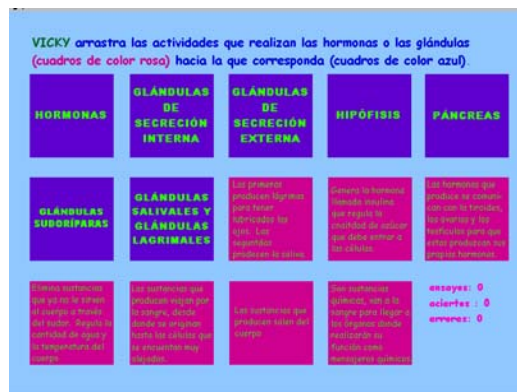 VICKY arrastra las actividades que realizan las hormonas o las glándulas
(cuadros de color rosa) hacia la que corresponda (cuadros de color azul).
HORMONAS
GLÁNDULAS
DE
SECRECIÓN
INTERNA
GLÁNDULAS
DE
SECRECIÓN
EXTERNA
HIPÓFISIS
PÁNCREAS
GLÁNDULAS
SUDORÍPARAS
GLÁNDULAS
SALIVALES Y
GLÁNDULAS
LAGRIMALES
Las primeras
producen lágrimas
para tener
lubricados los
ojos. Las
segundas
producen la saliva.
Genera la hormona
llamada insulina
que regula la
cantidad de azúcar
que debe entrar a
las células.
Las hormonas que
produce se comuni-
can con la tiroides,
los ovarios y los
testículos para que
estos produzcan sus
propias hormonas.
Elimina sustancias
que ya no le sirven
al cuerpo a través
del sudor. Regula la
cantidad de agua y
la temperatura del
cuerpo
Las sustancias que
producen viajan por
la sangre, desde
donde se originan
hasta las células que
se encuentran muy
alejadas.
Las sustancias que
producen salen del
cuerpo
Son sustancias
químicas, van a la
sangre para llegar a
los órganos donde
realizarán su
función como
mensajeros químicos.
ensayos: 0
aciertos : 0
errores: 0